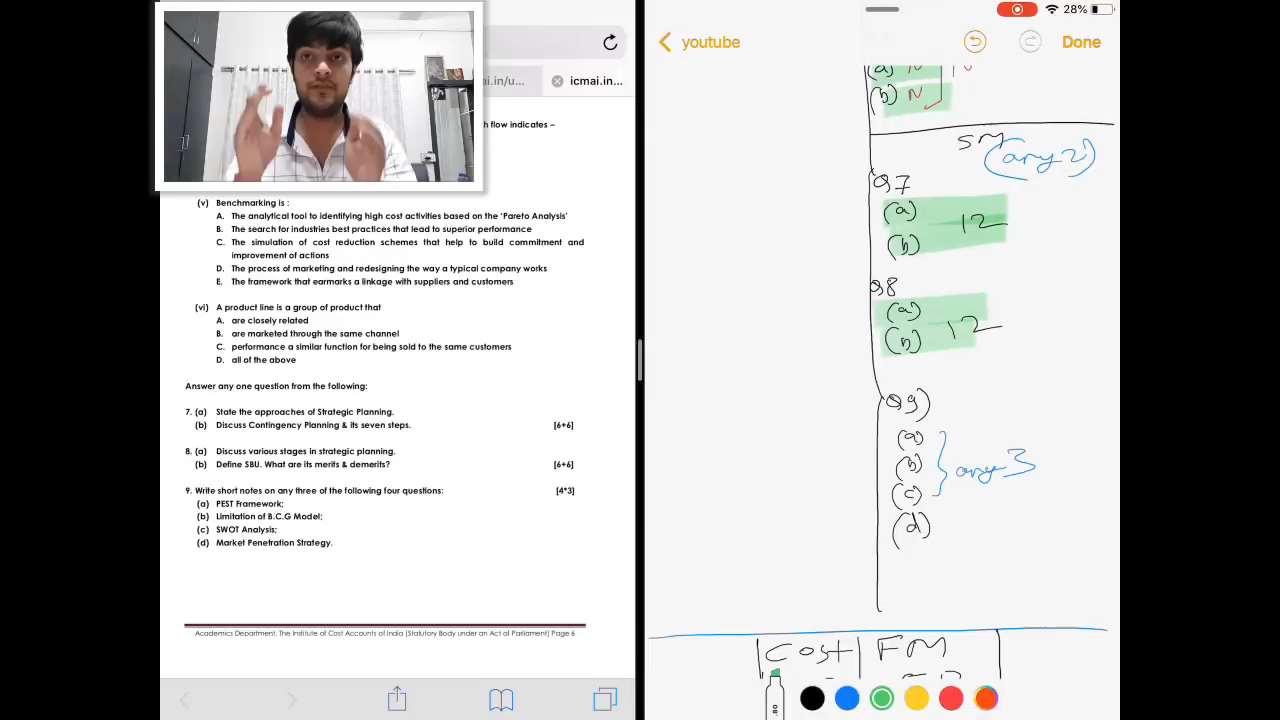 28%
youtube
Done
ai.in/u...
icmai.in...
h flow indicates –
(v) Benchmarking is :
A. The analytical tool to identifying high cost activities based on the ‘Pareto Analysis’
B. The search for industries best practices that lead to superior performance
C. The simulation of cost reduction schemes that help to build commitment and
improvement of actions
D. The process of marketing and redesigning the way a typical company works
E. The framework that earmarks a linkage with suppliers and customers
(vi) A product line is a group of product that
A. are closely related
B. are marketed through the same channel
C. performance a similar function for being sold to the same customers
D. all of the above
Answer any one question from the following:
7. (a) State the approaches of Strategic Planning.
(b) Discuss Contingency Planning & its seven steps. [6+6]
8. (a) Discuss various stages in strategic planning.
(b) Define SBU. What are its merits & demerits? [6+6]
9. Write short notes on any three of the following four questions: [4*3]
(a) PEST Framework;
(b) Limitation of B.C.G Model;
(c) SWOT Analysis;
(d) Market Penetration Strategy.
Academics Department. The Institute of Cost Accounts of India (Statutory Body under an Act of Parliament) Page 6
(a) N
(b) N
SM
(any 2)
Q7
(a)
(b) 12
Q8
(a)
(b) 12
Q9)
(a)
(b)
(c)
any 3
(d)
Cost FM